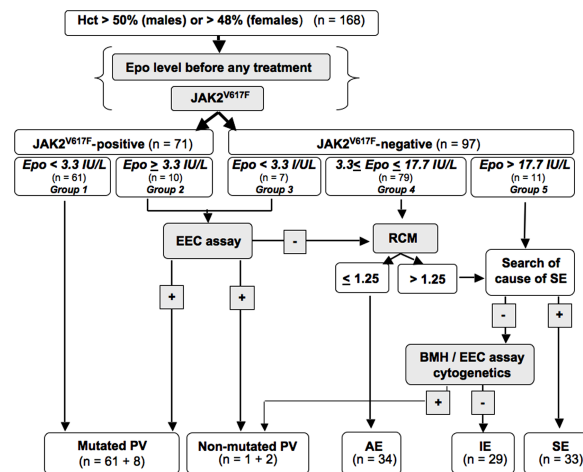 Hct > 50% (males) or > 48% (females) (n = 168)
Epo level before any treatment
JAK2V617F
JAK2V617F-positive (n = 71)
JAK2V617F-negative (n = 97)
Epo < 3.3 IU/L
(n = 61)
Group 1
Epo ≥ 3.3 IU/L
(n = 10)
Group 2
Epo < 3.3 I/UL
(n = 7)
Group 3
3.3≤ Epo ≤ 17.7 IU/L
(n = 79)
Group 4
Epo > 17.7 IU/L
(n = 11)
Group 5
EEC assay
-
RCM
Search of
cause of SE
≤ 1.25
> 1.25
+
+
-
+
BMH / EEC assay
cytogenetics
+
-
Mutated PV
(n = 61 + 8)
Non-mutated PV
(n = 1 + 2)
AE
(n = 34)
IE
(n = 29)
SE
(n = 33)